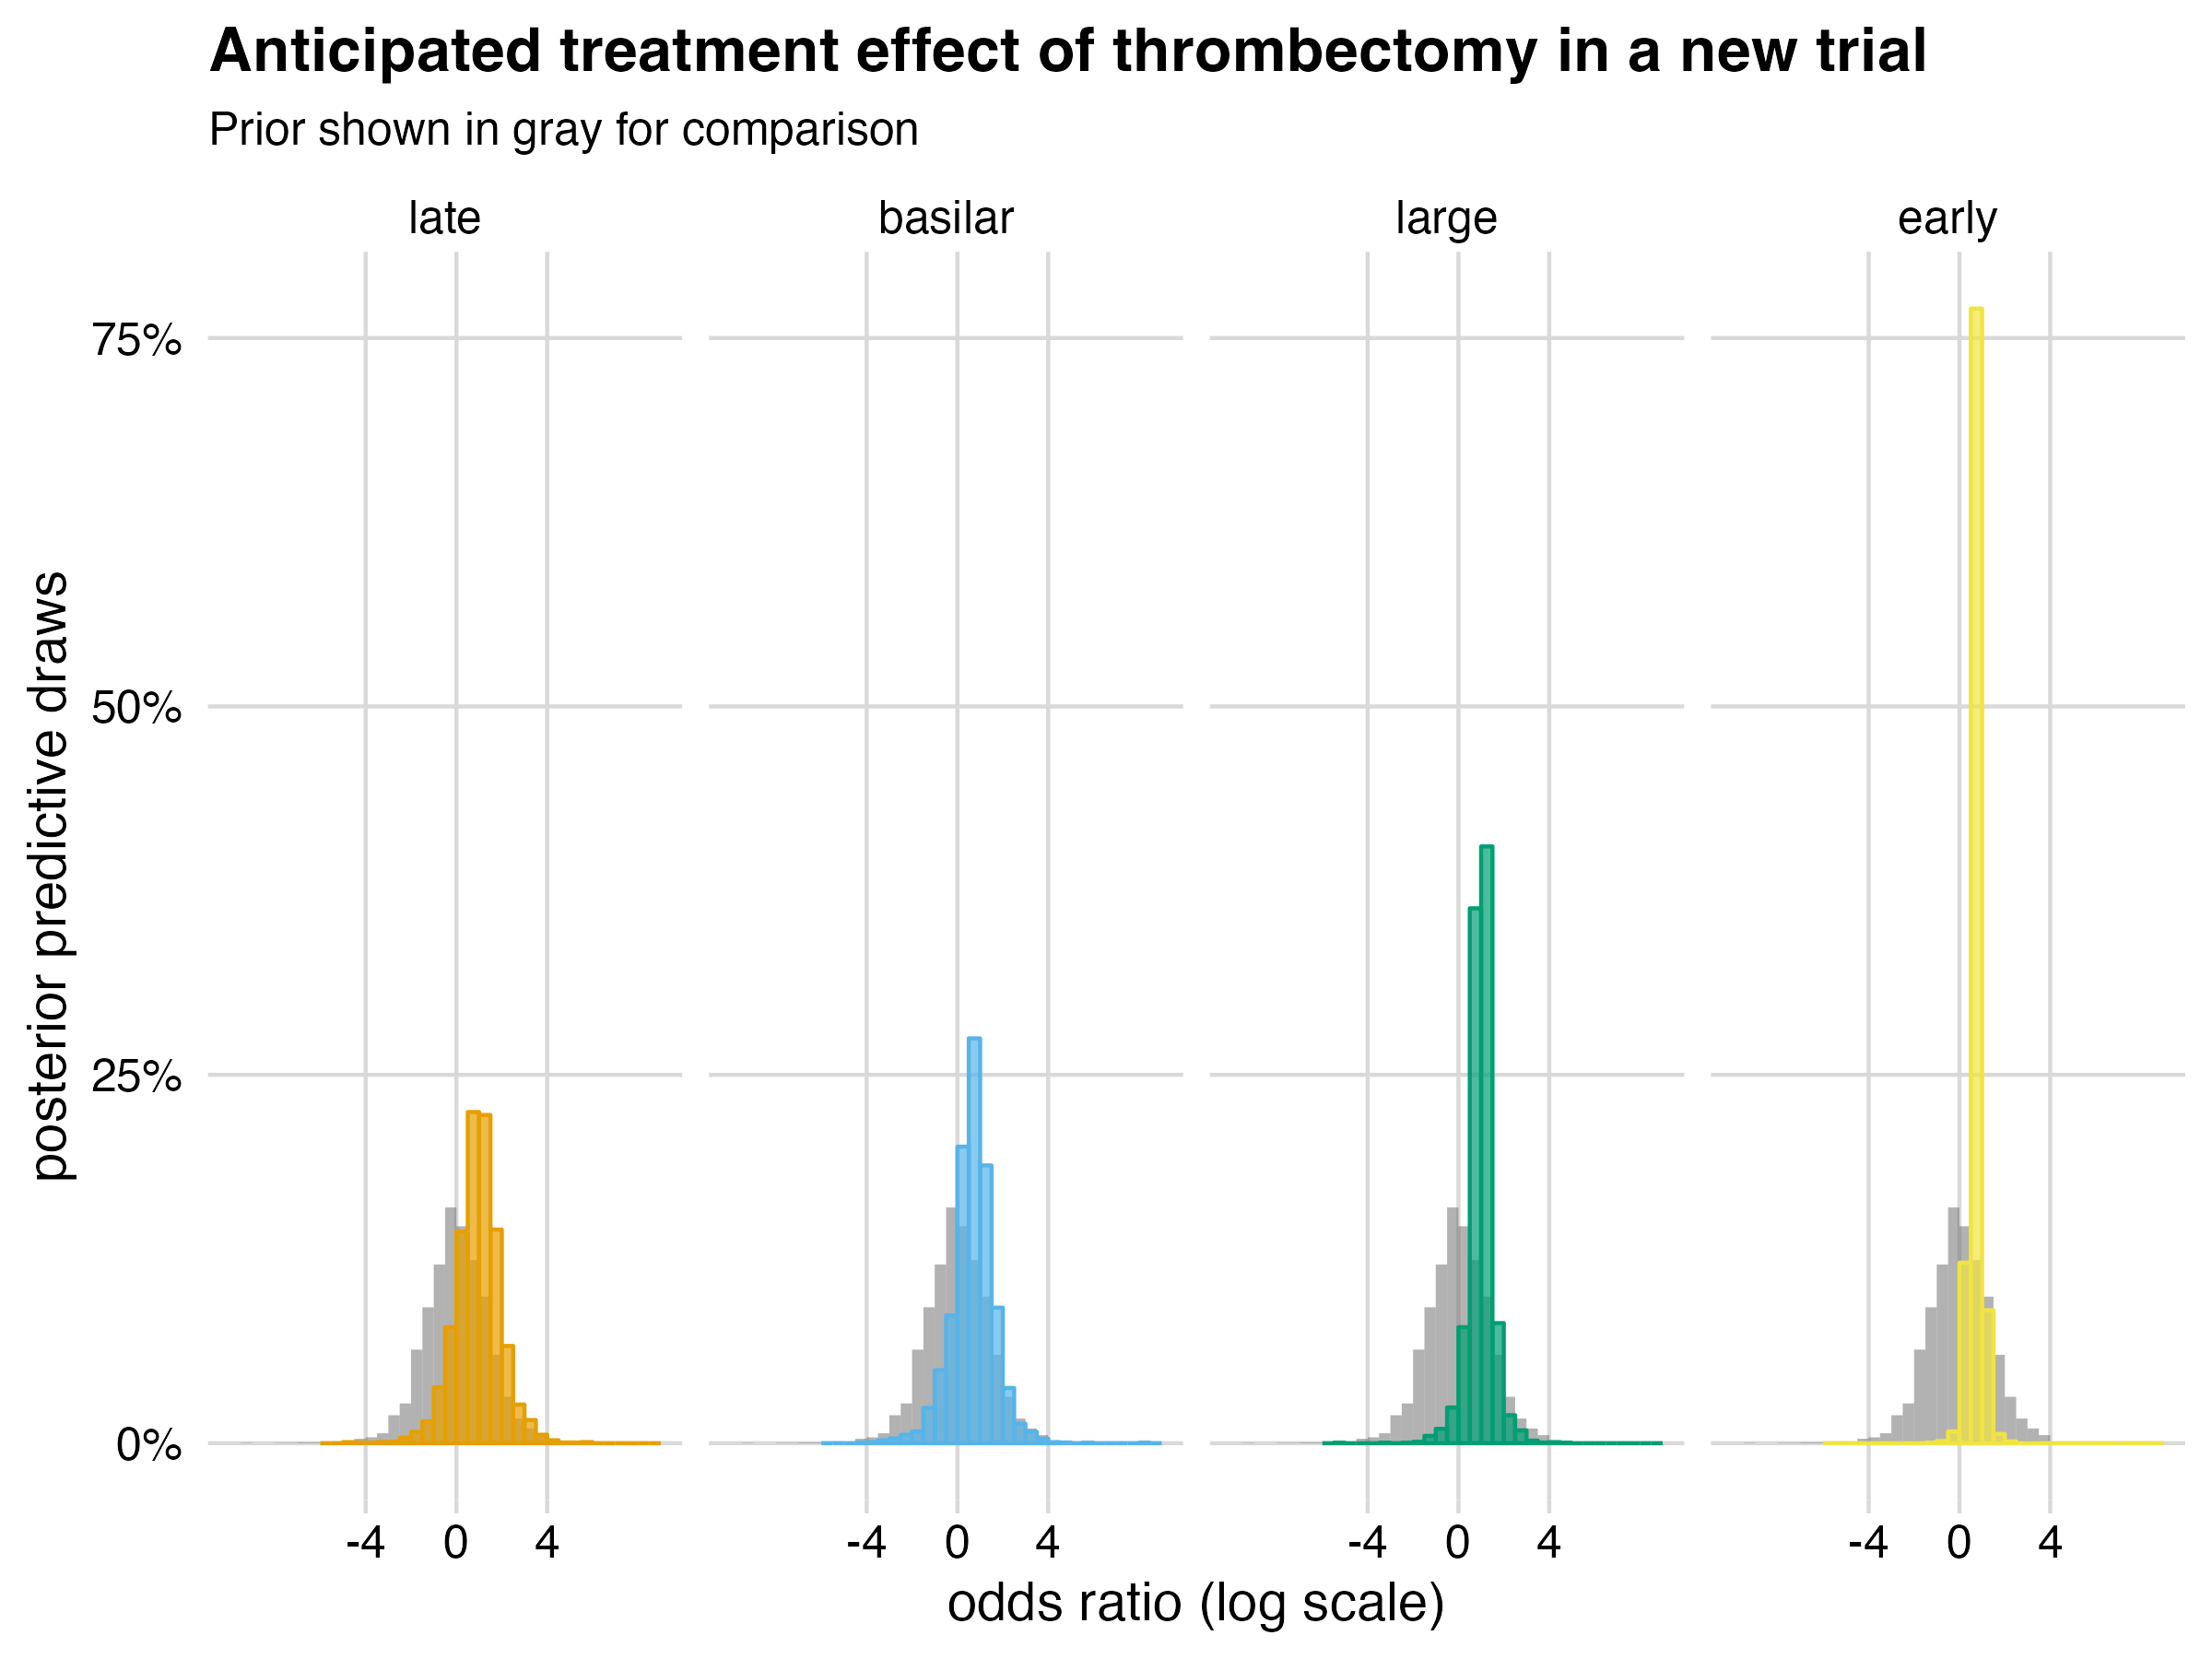 Anticipated treatment effect of thrombectomy in a new trial
Prior shown in gray for comparison
late basilar large early
75%
50%
25%
0%
posterior predictive draws
-4 0 4 -4 0 4 -4 0 4 -4 0 4
odds ratio (log scale)